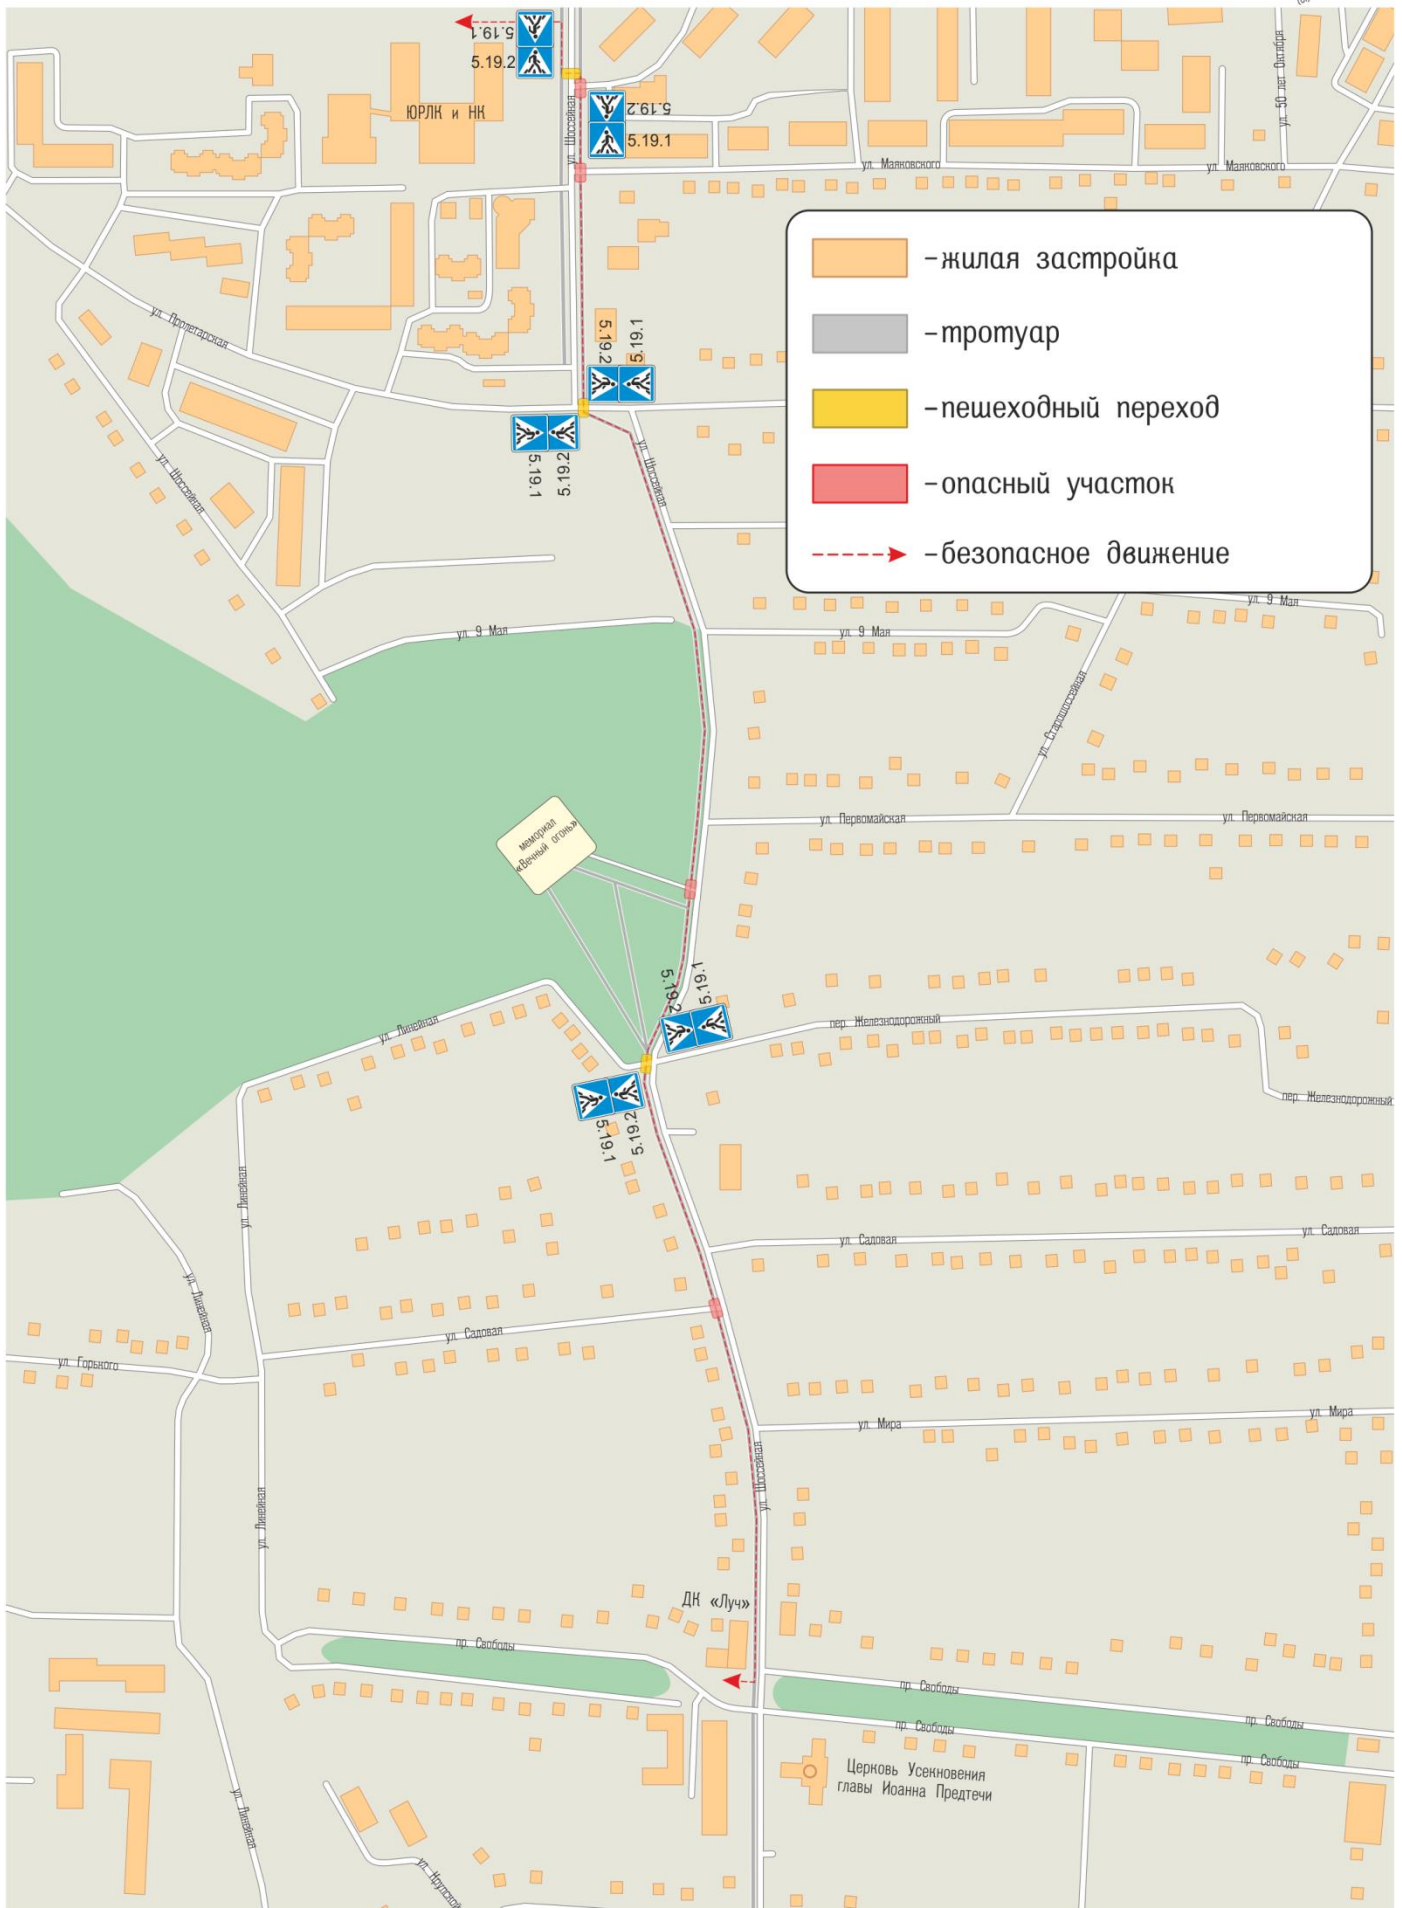 5.19.1
5.19.2
ЮРЛК и НК
ул. Шоссейная
5.19.2
5.19.1
ул. 50 лет Октября
ул. Маяковского
ул. Маяковского
-жилая застройка
-тротуар
-пешеходный переход
-опасный участок
-безопасное движение
ул. Пролетарская
5.19.2
5.19.1
5.19.1
5.19.2
ул. Шоссейная
ул. Шоссейная
ул. 9 Мая
ул. 9 Мая
ул. 9 Мая
ул. Старошоссейная
ул. Первомайская
ул. Первомайская
мемориал
«Вечный огонь»
5.19.2
5.19.1
ул. Линейная
пер. Железнодорожный
пер. Железнодорожный
5.19.1
5.19.2
ул. Линейная
ул. Садовая
ул. Садовая
ул. Линейная
ул. Садовая
ул. Горького
ул. Мира
ул. Мира
ул. Шоссейная
ул. Линейная
ДК «Луч»
пр. Свободы
пр. Свободы
пр. Свободы
пр. Свободы
пр. Свободы
Церковь Усекновения
главы Иоанна Предтечи
ул. Линейная
ул. Крупской